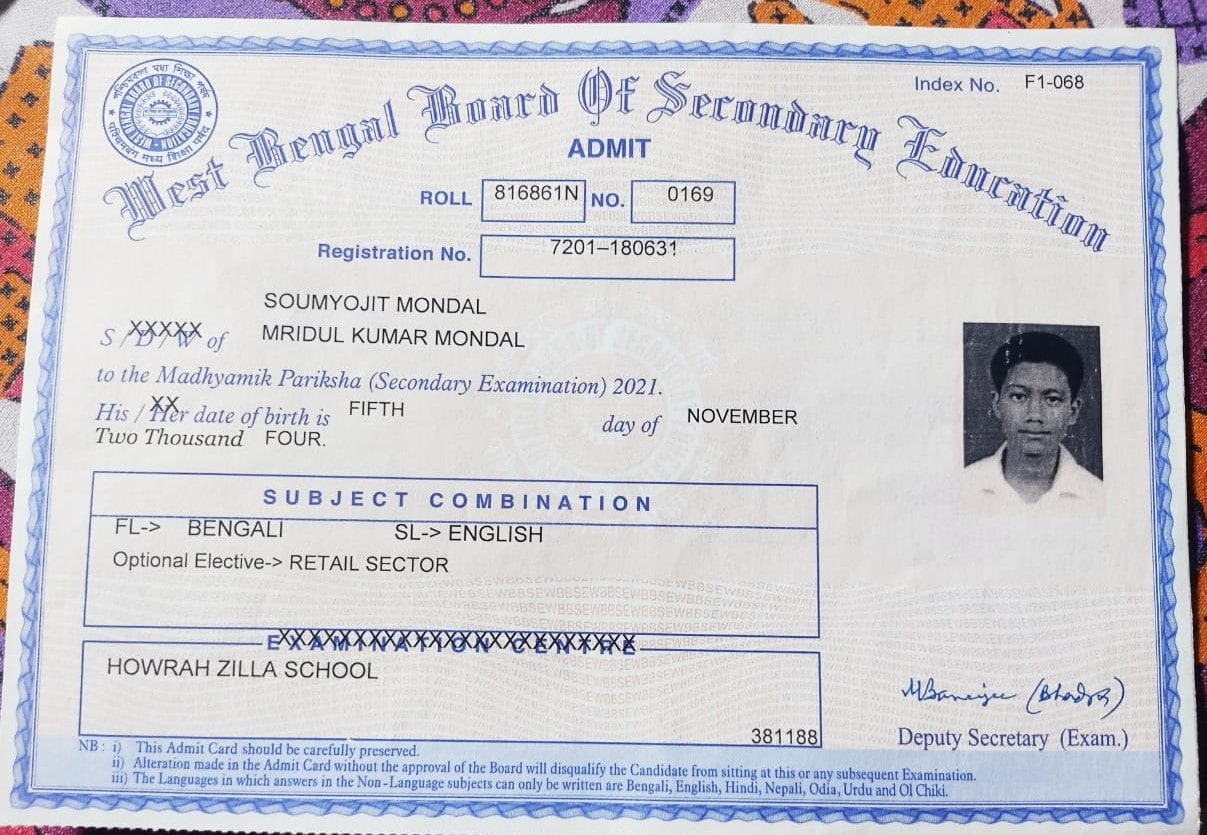 Index No. F1-068
West Bengal Board Of Secondary Education
ADMIT
ROLL 816861N NO. 0169
Registration No. 7201–180631
SOUMYOJIT MONDAL
S /D/W of MRIDUL KUMAR MONDAL
to the Madhyamik Pariksha (Secondary Examination) 2021.
His / Her date of birth is FIFTH day of NOVEMBER
Two Thousand FOUR.
SUBJECT COMBINATION
FL-> BENGALI SL-> ENGLISH
Optional Elective-> RETAIL SECTOR
EXAMINATION CENTRE
HOWRAH ZILLA SCHOOL
381188
Deputy Secretary (Exam.)
NB : i) This Admit Card should be carefully preserved.
ii) Alteration made in the Admit Card without the approval of the Board will disqualify the Candidate from sitting at this or any subsequent Examination.
iii) The Languages in which answers in the Non-Language subjects can only be written are Bengali, English, Hindi, Nepali, Odia, Urdu and Ol Chiki.